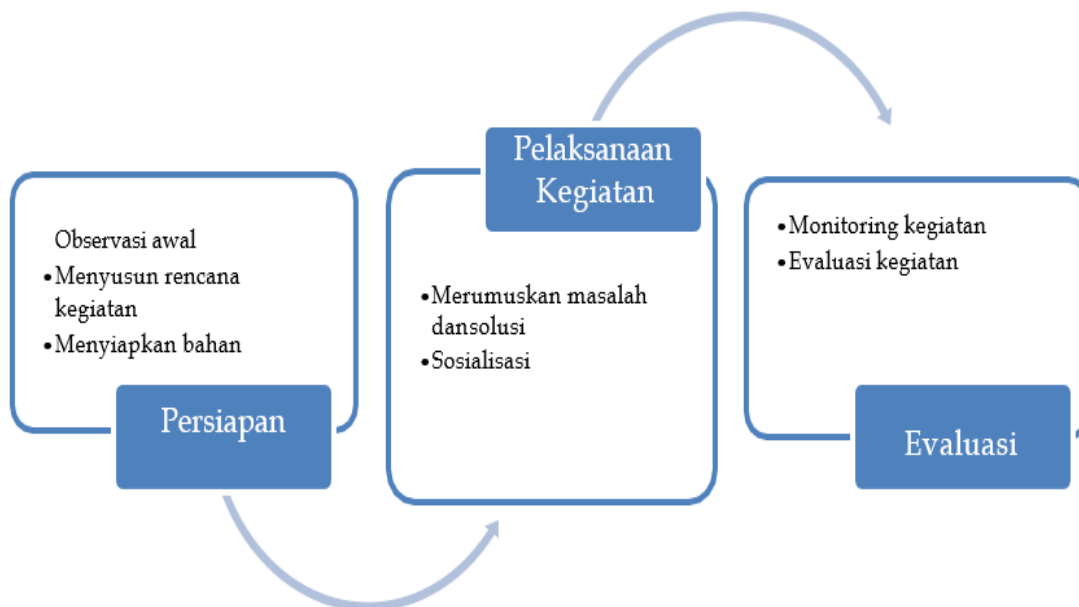 Observasi awal
•Menyusun rencana
kegiatan
•Menyiapkan bahan
Persiapan
Pelaksanaan
Kegiatan
•Merumuskan masalah
dansolusi
•Sosialisasi
•Monitoring kegiatan
•Evaluasi kegiatan
Evaluasi